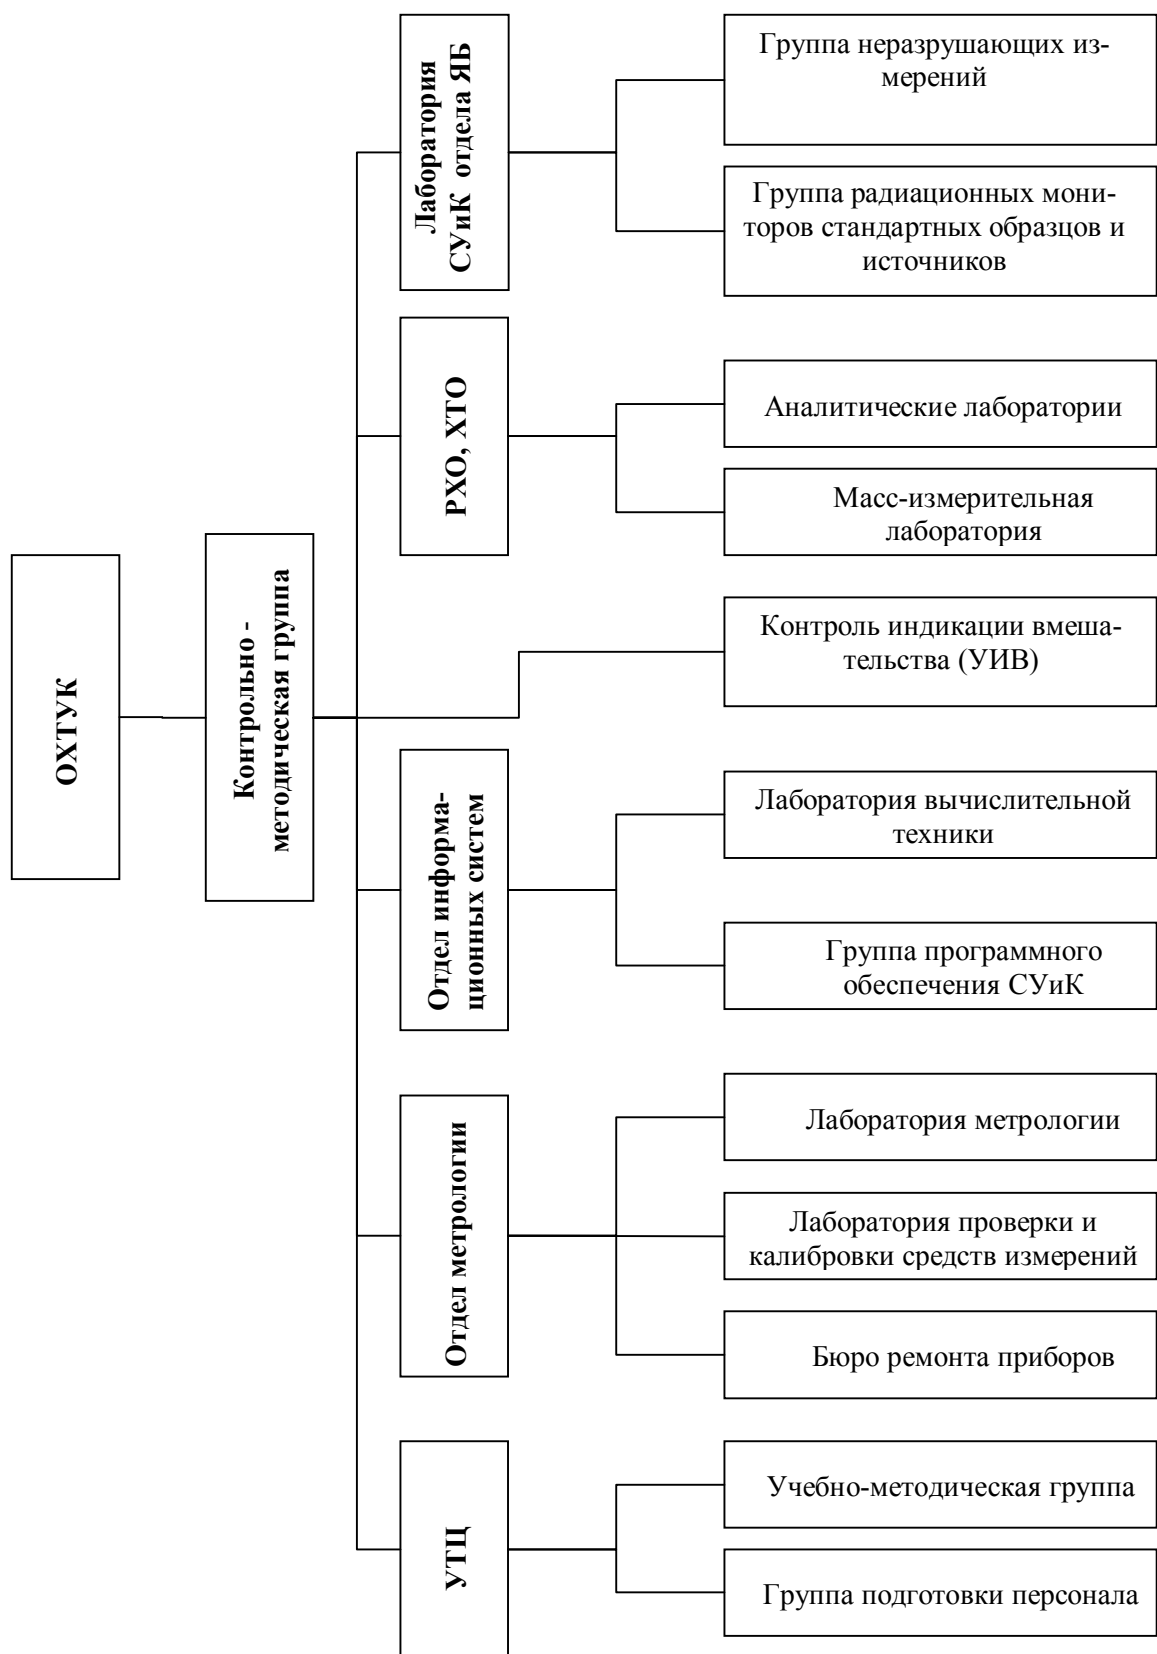 ОХТУК
Контрольно -
методическая группа
Лаборатория
СУиК отдела ЯБ
Группа неразрушающих из-
мерений
Группа радиационных мони-
торов стандартных образцов и
источников
РХО, ХТО
Аналитические лаборатории
Масс-измерительная
лаборатория
Контроль индикации вмеша-
тельства (УИВ)
Отдел информа-
ционных систем
Лаборатория вычислительной
техники
Группа программного
обеспечения СУиК
Отдел метрологии
Лаборатория метрологии
Лаборатория проверки и
калибровки средств измерений
Бюро ремонта приборов
УТЦ
Учебно-методическая группа
Группа подготовки персонала